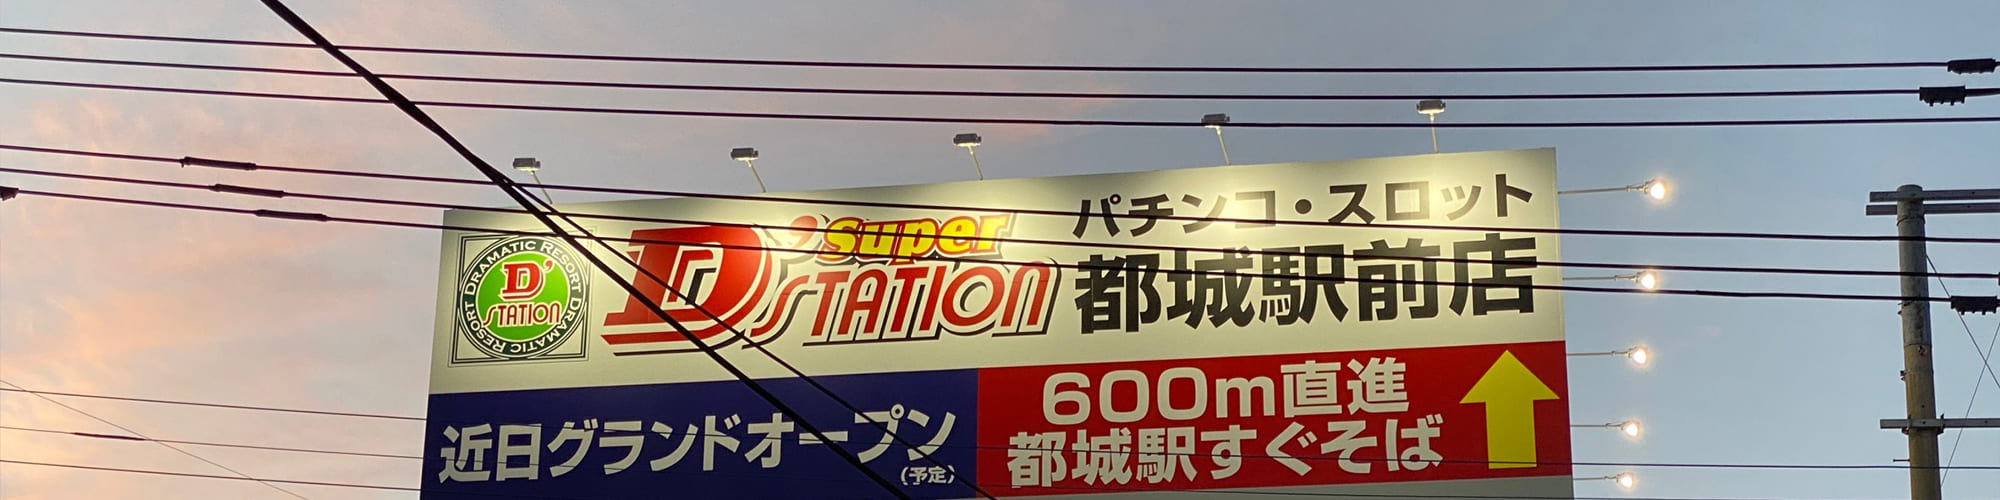 DRAMATIC RESORT DRAMATIC RESORT
D'
STATION
Super
D'STATION
パチンコ・スロット
都城駅前店
近日グランドオープン
(予定)
600m直進
都城駅すぐそば